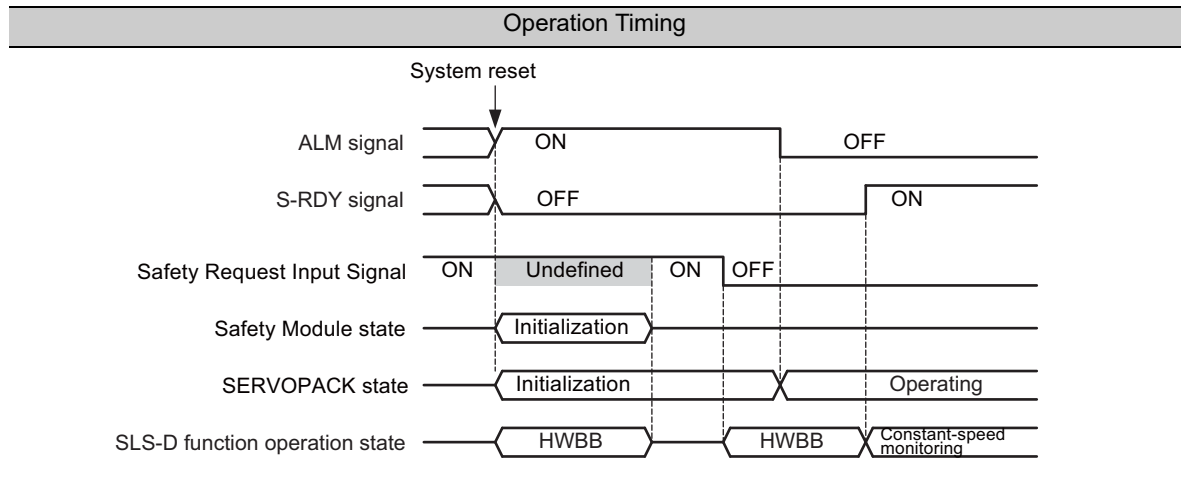 Operation Timing
System reset
ALM signal ON OFF
S-RDY signal OFF ON
Safety Request Input Signal ON Undefined ON OFF
Safety Module state Initialization
SERVOPACK state Initialization Operating
SLS-D function operation state HWBB HWBB Constant-speed
monitoring